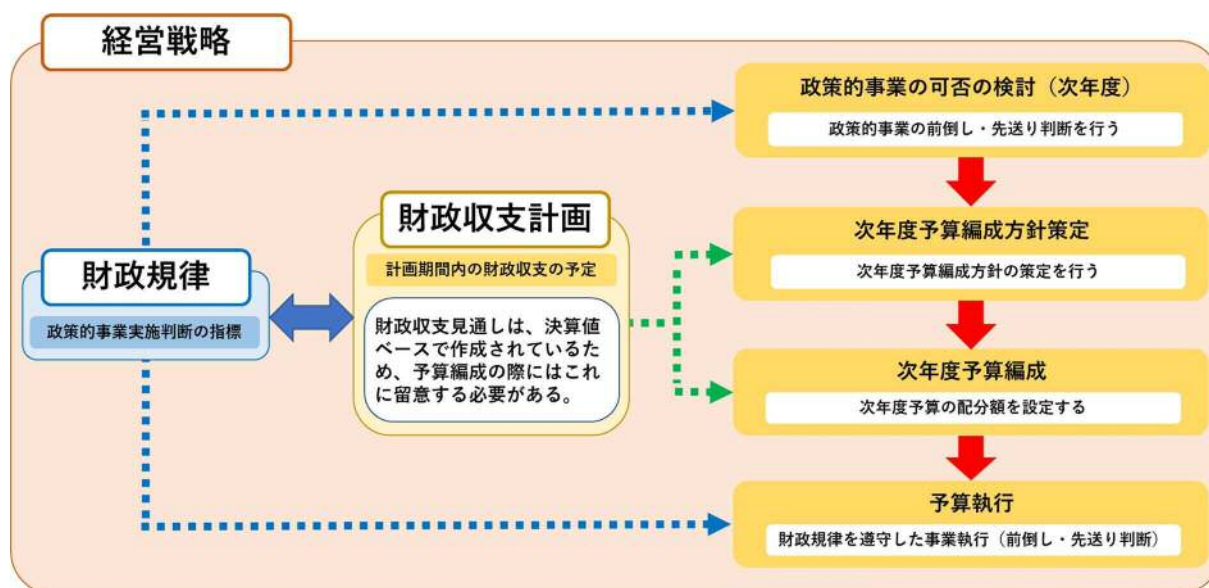 経営戦略
財政規律
政策的事業実施判断の指標
財政収支計画
計画期間内の財政収支の予定
財政収支見通しは、決算値
ベースで作成されているた
め、予算編成の際にはこれ
に留意する必要がある。
政策的事業の可否の検討（次年度）
政策的事業の前倒し・先送り判断を行う
次年度予算編成方針策定
次年度予算編成方針の策定を行う
次年度予算編成
次年度予算の配分額を設定する
予算執行
財政規律を遵守した事業執行（前倒し・先送り判断）